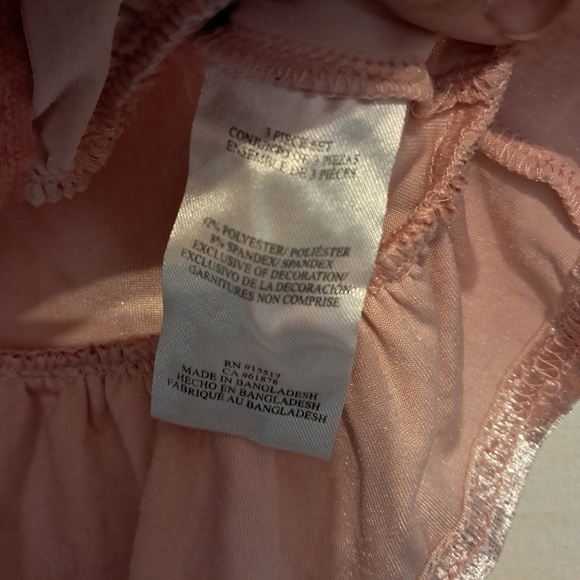 3 PIECE SET
CONJUNTO DE 3 PIEZAS
ENSEMBLE DE 3 PIÈCES
92% POLYESTER/POLIÉSTER
8% SPANDEX/SPANDEX
EXCLUSIVE OF DECORATION/
EXCLUSIVO DE LA DECORACIÓN/
GARNITURES NON COMPRISE
RN #15517
CA #61878
MADE IN BANGLADESH
HECHO EN BANGLADESH
FABRIQUÉ AU BANGLADESH